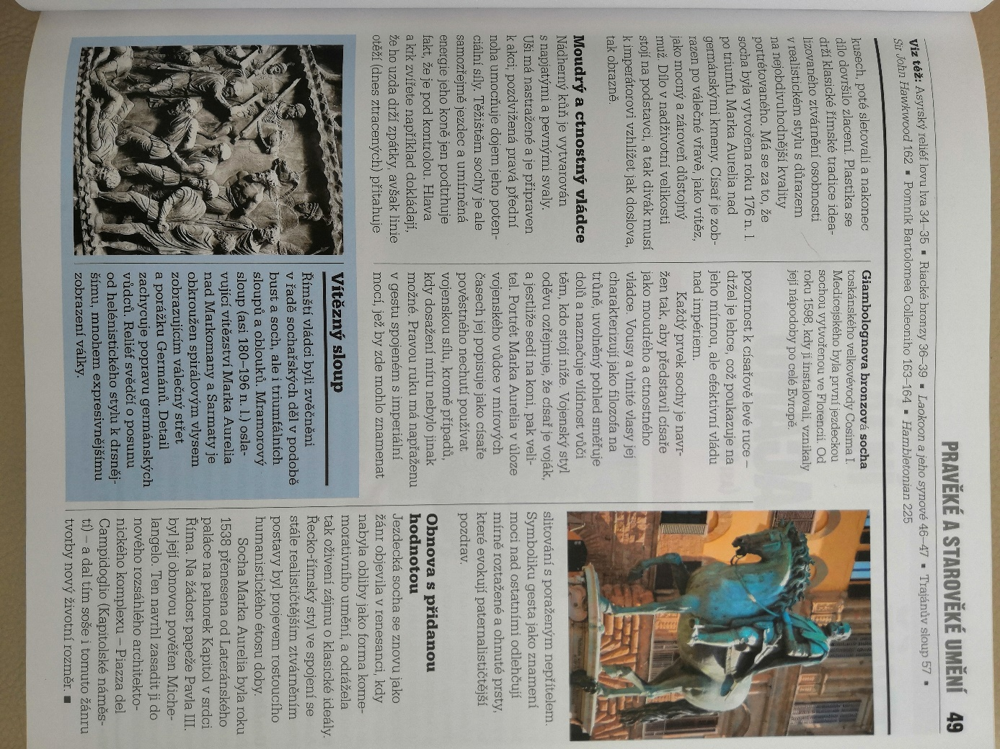 PRAVĚKÉ A STAROVĚKÉ UMĚNÍ 49
Viz též: Asyrský reliéf lovu lva 34–35 ■ Riacké bronzy 36–39 ■ Laokoon a jeho synové 46–47 ■ Trajánův sloup 57 ■
Sir John Hawkwood 162 ■ Pomník Bartolomea Colleoniho 163–164 ■ Hambletonian 225
kusech, poté sletovali a nakonec
dílo dovršilo zlacení. Plastika se
drží klasické římské tradice idea-
lizovaného ztvárnění osobnosti
v realistickém stylu s důrazem
na nejobdivuhodnější kvality
portrétovaného. Má se za to, že
socha byla vytvořena roku 176 n. l.
po triumfu Marka Aurelia nad
germánskými kmeny. Císař je zob-
razen po válečné vřavě, jako vítěz,
jako mocný a zároveň důstojný
muž. Dílo v nadživotní velikosti
stojí na podstavci, a tak divák musí
k imperátorovi vzhlížet jak doslova,
tak obrazně.
Moudrý a ctnostný vládce
Nádherný kůň je vytvarován
s napjatými a pevnými svaly.
Uši má nastražené a je připraven
k akci; pozdvižená pravá přední
noha umocňuje dojem jeho poten-
ciální síly. Těžištěm sochy je ale
samozřejmě jezdec a umírněná
energie jeho koně jen podtrhuje
fakt, že je pod kontrolou. Hlava
a krk zvířete například dokládají,
že ho uzda drží zpátky, avšak linie
otěží (dnes ztracených) přitahuje
Giambolognova bronzová socha
toskánského velkovévody Cosima I.
Medicejského byla první jezdeckou
sochou vytvořenou ve Florencii. Od
roku 1598, kdy ji instalovali, vznikaly
její nápodoby po celé Evropě.
pozornost k císařově levé ruce –
držel je lehce, což poukazuje na
jeho mírnou, ale efektivní vládu
nad impériem.
Každý prvek sochy je navr-
žen tak, aby představil císaře
jako moudrého a ctnostného
vládce. Vousy a vlnité vlasy jej
charakterizují jako filozofa na
trůně, uvolněný pohled směřuje
dolů a naznačuje vlídnost vůči
těm, kdo stojí níže. Vojenský styl
oděvu ozřejmuje, že císař je voják,
a jestliže sedí na koni, pak veli-
tel. Portrét Marka Aurelia v úloze
vojenského vůdce v mírových
časech jej popisuje jako císaře
pověstného nechutí používat
vojenskou sílu, kromě případů,
kdy dosažení míru nebylo jinak
možné. Pravou ruku má napřaženu
v gestu spojeném s imperiální
mocí, jež by zde mohlo znamenat
slitování s poraženým nepřítelem.
Symboliku gesta jako znamení
moci nad ostatními odlehčují
mírně roztažené a ohnuté prsty,
které evokují paternalističtější
pozdrav.
Obnova s přidanou
hodnotou
Jezdecká socha se znovu jako
žánr objevila v renesanci, kdy
nabyla obliby jako forma kome-
morativního umění, a odrážela
tak oživení zájmu o klasické ideály.
Řecko-římský styl ve spojení se
stále realističtějším ztvárněním
postavy byl projevem rostoucího
humanistického étosu doby.
Socha Marka Aurelia byla roku
1538 přenesena od Lateránského
paláce na pahorek Kapitol v srdci
Říma. Na žádost papeže Pavla III.
byl její obnovou pověřen Miche-
langelo. Ten navrhl zasadit ji do
nového rozsáhlého architekto-
nického komplexu – Piazza del
Campidoglio (Kapitolské náměs-
tí) – a dal tím soše i tomuto žánru
tvorby nový životní rozměr. ■
Vítězný sloup
Římští vládci byli zvěčněni
v řadě sochařských děl v podobě
bust a soch, ale i triumfálních
sloupů a oblouků. Mramorový
sloup (asi 180–196 n. l.) osla-
vující vítězství Marka Aurelia
nad Markomany a Sarmaty je
obkroužen spirálovým vlysem
zobrazujícím válečný střet
a porážku Germánů. Detail
zachycuje popravu germánských
vůdců. Reliéf svědčí o posunu
od helénistického stylu k drsněj-
šímu, mnohem expresivnějšímu
zobrazení války.